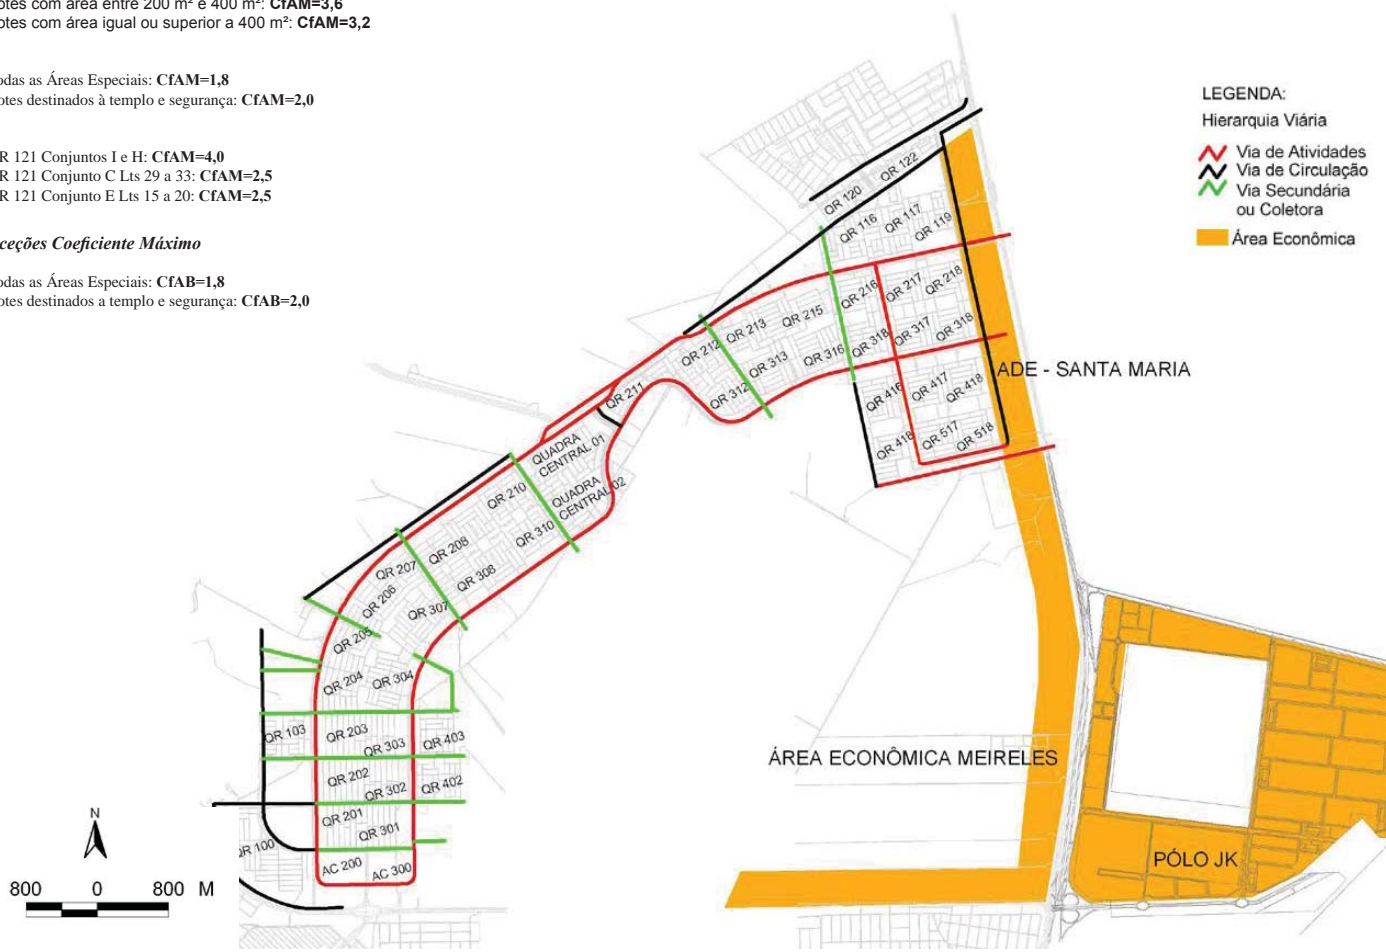 otes com área entre 200 m² e 400 m²: CfAM=3,6
otes com área igual ou superior a 400 m²: CfAM=3,2
odas as Áreas Especiais: CfAM=1,8
otes destinados à templo e segurança: CfAM=2,0
R 121 Conjuntos I e H: CfAM=4,0
R 121 Conjunto C Lts 29 a 33: CfAM=2,5
R 121 Conjunto E Lts 15 a 20: CfAM=2,5
ceções Coeficiente Máximo
odas as Áreas Especiais: CfAB=1,8
otes destinados a templo e segurança: CfAB=2,0
LEGENDA:
Hierarquia Viária
Via de Atividades
Via de Circulação
Via Secundária
ou Coletora
Área Econômica
QR 122
QR 120
QR 116
QR 117
QR 119
QR 216
QR 217
QR 218
QR 213
QR 215
QR 212
QR 313
QR 316
QR 318
QR 317
QR 318
QR 312
QR 211
ADE - SANTA MARIA
QR 416
QR 417
QR 418
QR 418
QR 517
QR 518
QUADRA
CENTRAL 01
QUADRA
CENTRAL 02
QR 210
QR 310
QR 208
QR 308
QR 207
QR 206
QR 307
QR 205
QR 204
QR 304
QR 103
QR 203
QR 303
QR 403
QR 202
QR 302
QR 402
QR 201
QR 301
QR 100
AC 200
AC 300
ÁREA ECONÔMICA MEIRELES
PÓLO JK
N
800 0 800 M